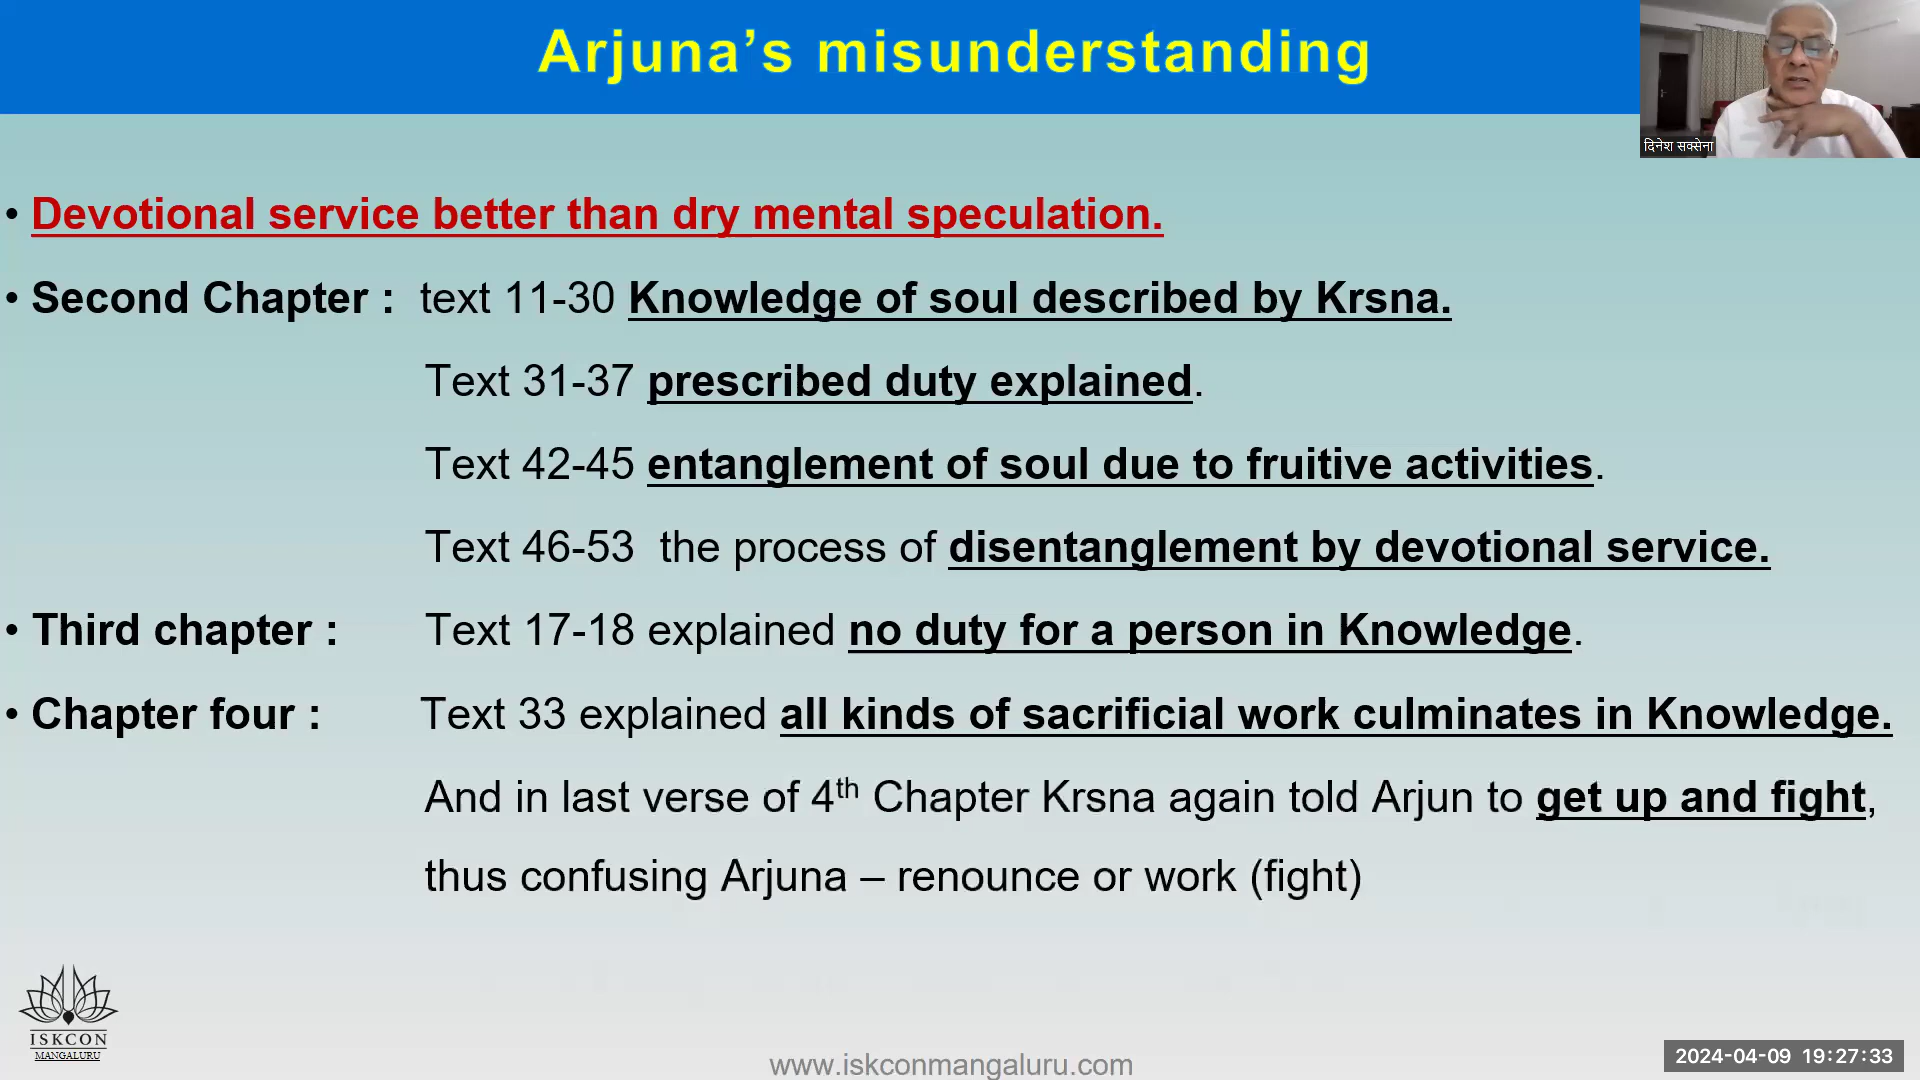 Arjuna’s misunderstanding
दिनेश सक्सेना
• Devotional service better than dry mental speculation.
• Second Chapter : text 11-30 Knowledge of soul described by Krsna.
Text 31-37 prescribed duty explained.
Text 42-45 entanglement of soul due to fruitive activities.
Text 46-53 the process of disentanglement by devotional service.
• Third chapter : Text 17-18 explained no duty for a person in Knowledge.
• Chapter four : Text 33 explained all kinds of sacrificial work culminates in Knowledge.
And in last verse of 4th Chapter Krsna again told Arjun to get up and fight,
thus confusing Arjuna – renounce or work (fight)
ISKCON
MANGALURU
www.iskconmangaluru.com
2024-04-09 19:27:33